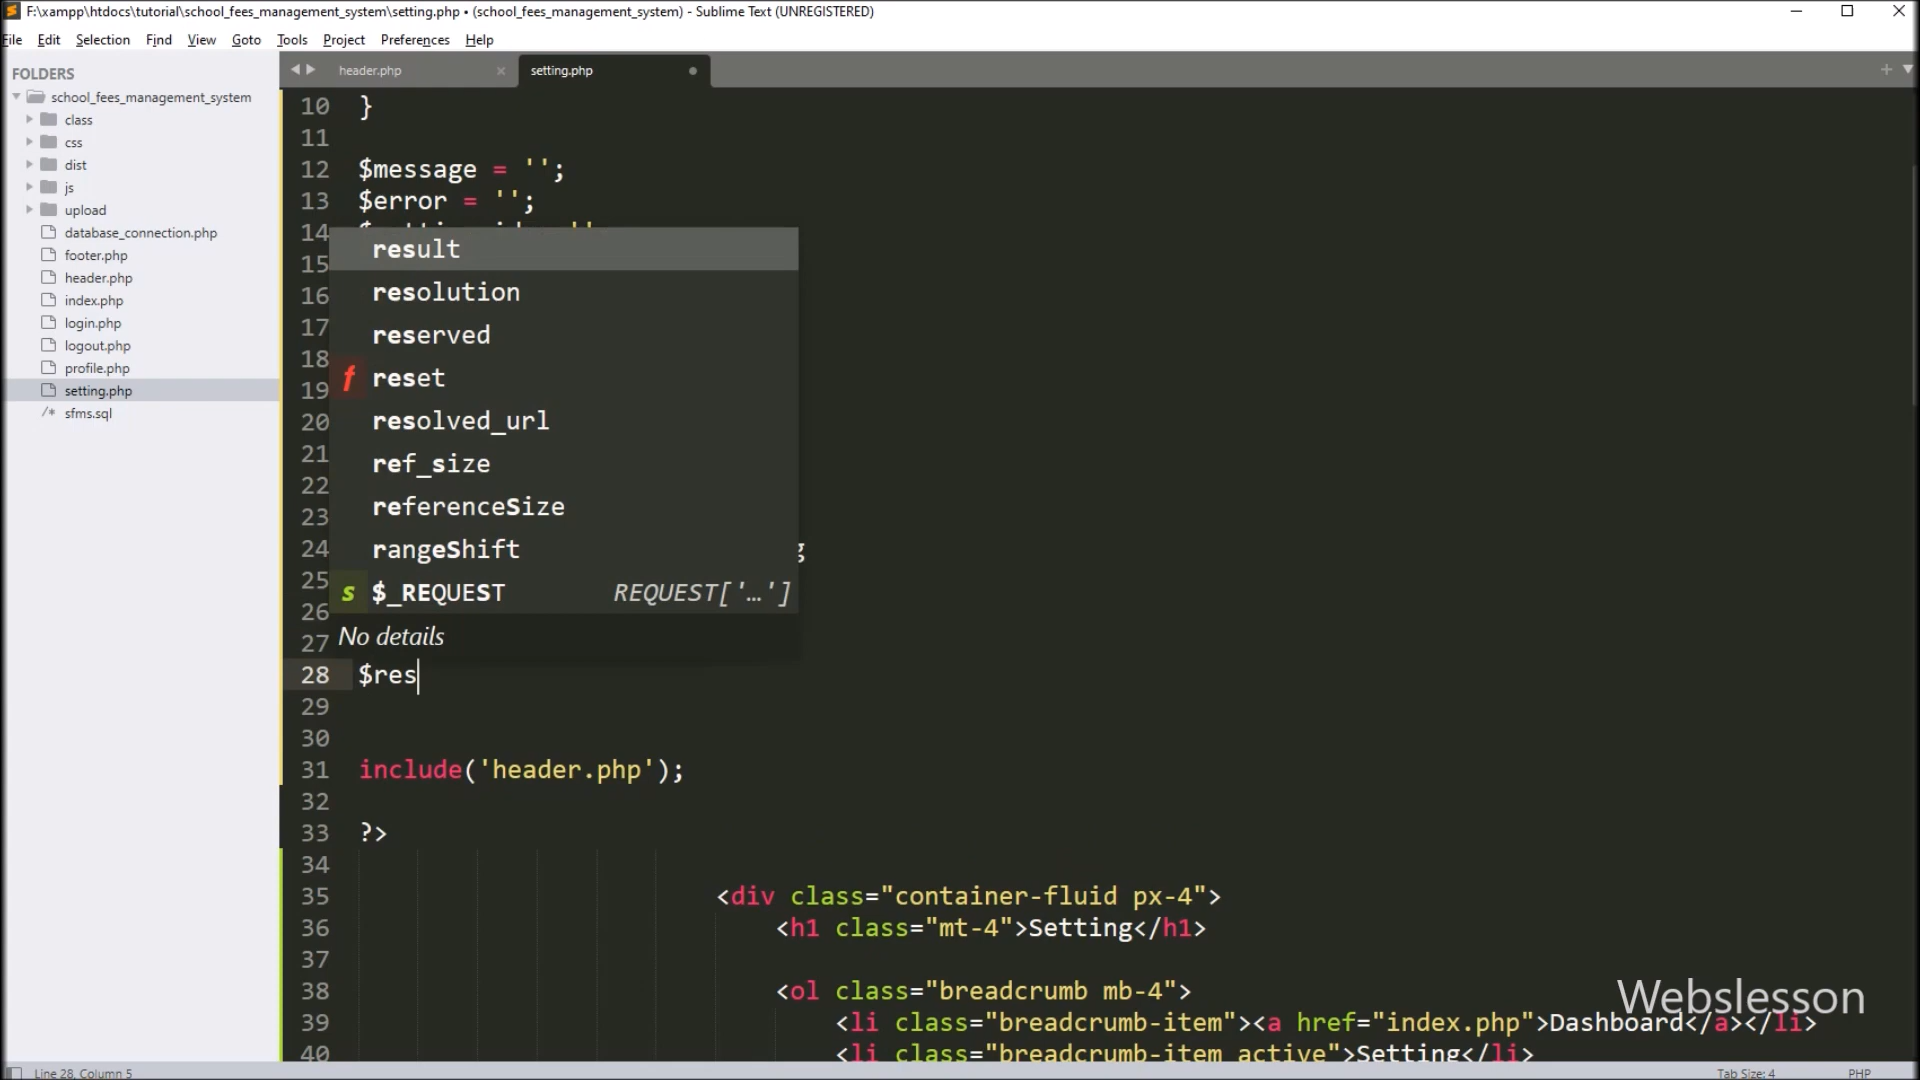 F:\xampp\htdocs\tutorial\school_fees_management_system\setting.php • (school_fees_management_system) - Sublime Text (UNREGISTERED)
File Edit Selection Find View Goto Tools Project Preferences Help
FOLDERS
school_fees_management_system
class
css
dist
js
upload
database_connection.php
footer.php
header.php
index.php
login.php
logout.php
profile.php
setting.php
/* sfms.sql
header.php × setting.php
10 }
11
12 $message = '';
13 $error = '';
14
15
16
17
18
19
20
21
22
23
24
25
26
27
result
resolution
reserved
f reset
resolved_url
ref_size
referenceSize
rangeShift
s $_REQUEST REQUEST['…']
No details
28 $res
29
30
31 include('header.php');
32
33 ?>
34
35 <div class="container-fluid px-4">
36 <h1 class="mt-4">Setting</h1>
37
38 <ol class="breadcrumb mb-4">
39 <li class="breadcrumb-item"><a href="index.php">Dashboard</a></li>
40 <li class="breadcrumb-item active">Setting</li>
Webslesson
Line 28, Column 5 Tab Size: 4 PHP